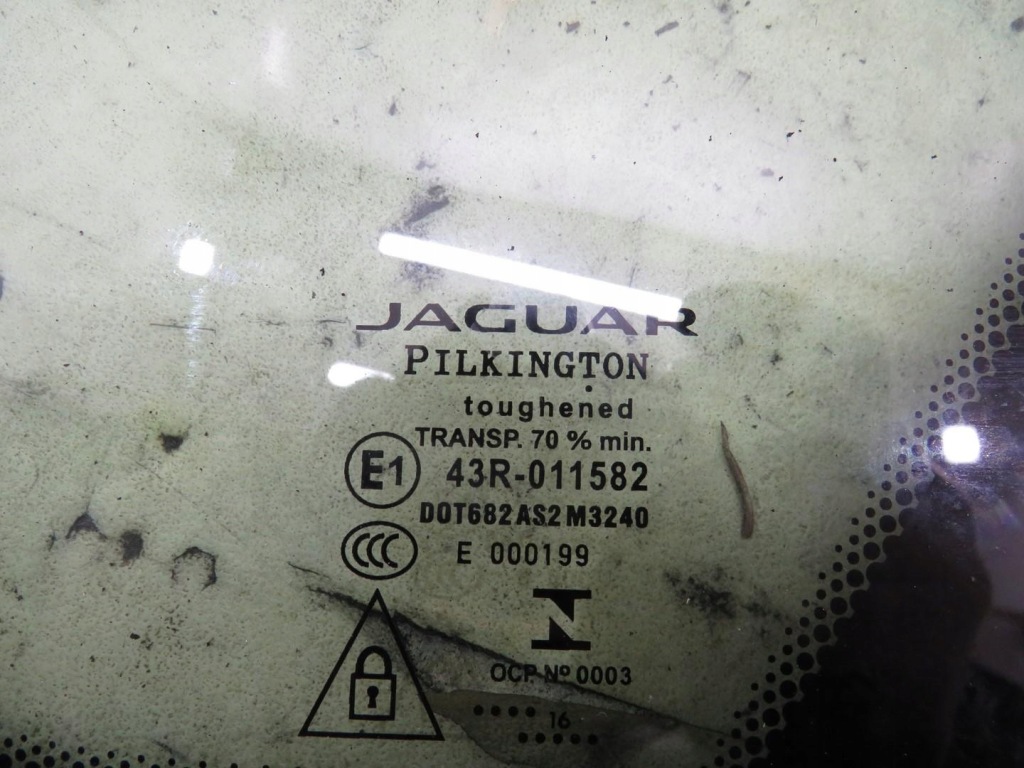 JAGUAR
PILKINGTON
toughened
TRANSP. 70 % min.
E1 43R-011582
DOT682 AS2 M3240
CCC E 000199
OCP Nº 0003
•••• 16
•••••